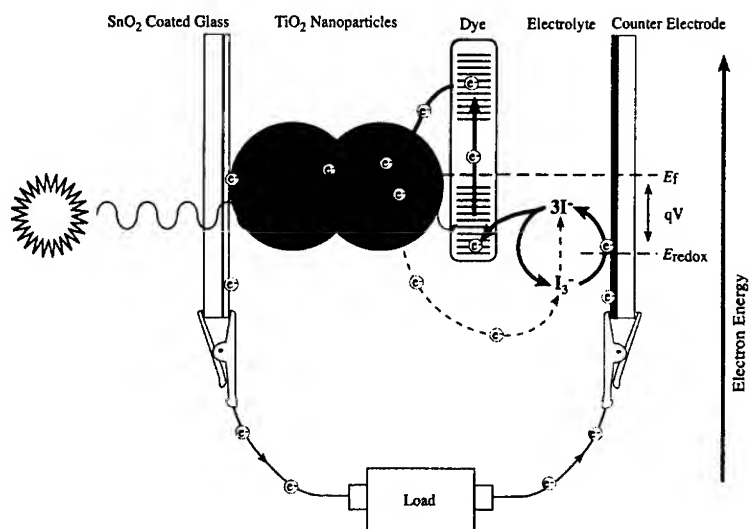 SnO2 Coated Glass
TiO2 Nanoparticles
Dye
Electrolyte
Counter Electrode
e-
e-
e-
e-
e-
e-
e-
Ef
qV
3I-
e-
e-
Eredox
e-
e-
I3-
e-
e-
e-
e-
e-
e-
e-
Load
Electron Energy